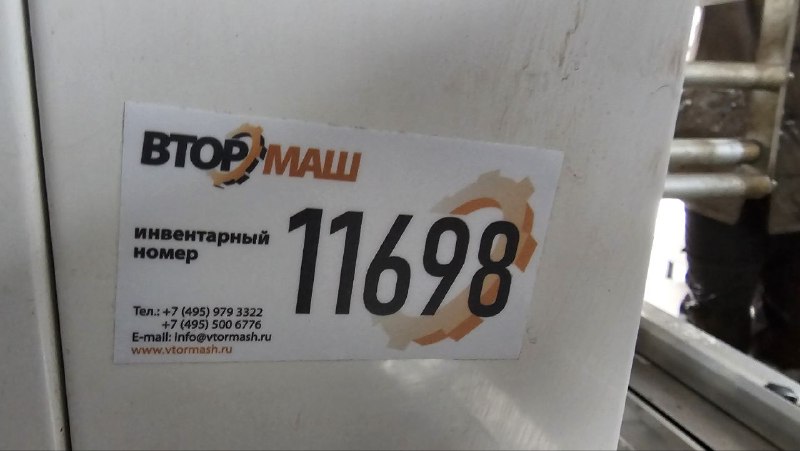 ВТОРМАШ
инвентарный
номер
11698
Тел.: +7 (495) 979 3322
+7 (495) 500 6776
E-mail: info@vtormash.ru
www.vtormash.ru